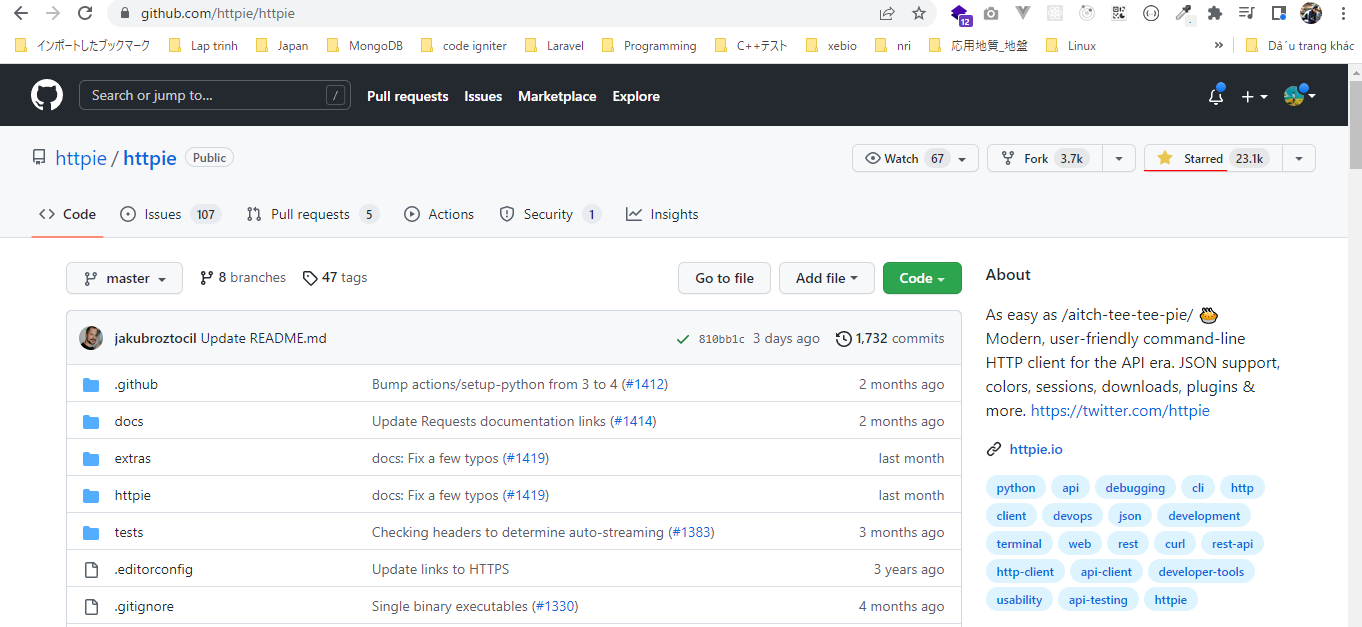 github.com/httpie/httpie
12
インポートしたブックマーク Lap trinh Japan MongoDB code igniter Laravel Programming C++テスト xebio nri 応用地質_地盤 Linux » Dấu trang khác
Search or jump to... / Pull requests Issues Marketplace Explore
httpie / httpie Public Watch 67 Fork 3.7k Starred 23.1k
Code Issues 107 Pull requests 5 Actions Security 1 Insights
master 8 branches 47 tags Go to file Add file Code
jakubroztocil Update README.md 810bb1c 3 days ago 1,732 commits
.github Bump actions/setup-python from 3 to 4 (#1412) 2 months ago
docs Update Requests documentation links (#1414) 2 months ago
extras docs: Fix a few typos (#1419) last month
httpie docs: Fix a few typos (#1419) last month
tests Checking headers to determine auto-streaming (#1383) 3 months ago
.editorconfig Update links to HTTPS 3 years ago
.gitignore Single binary executables (#1330) 4 months ago
About
As easy as /aitch-tee-tee-pie/ 🥧
Modern, user-friendly command-line
HTTP client for the API era. JSON support,
colors, sessions, downloads, plugins &
more. https://twitter.com/httpie
httpie.io
python api debugging cli http
client devops json development
terminal web rest curl rest-api
http-client api-client developer-tools
usability api-testing httpie